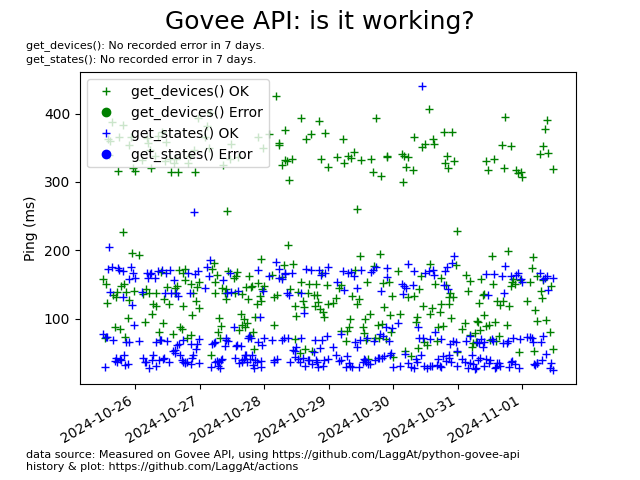 Govee API: is it working?
get_devices(): No recorded error in 7 days.
get_states(): No recorded error in 7 days.
get_devices() OK
get_devices() Error
get_states() OK
get_states() Error
Ping (ms)
400
300
200
100
2024-10-26
2024-10-27
2024-10-28
2024-10-29
2024-10-30
2024-10-31
2024-11-01
data source: Measured on Govee API, using https://github.com/LaggAt/python-govee-api
history & plot: https://github.com/LaggAt/actions